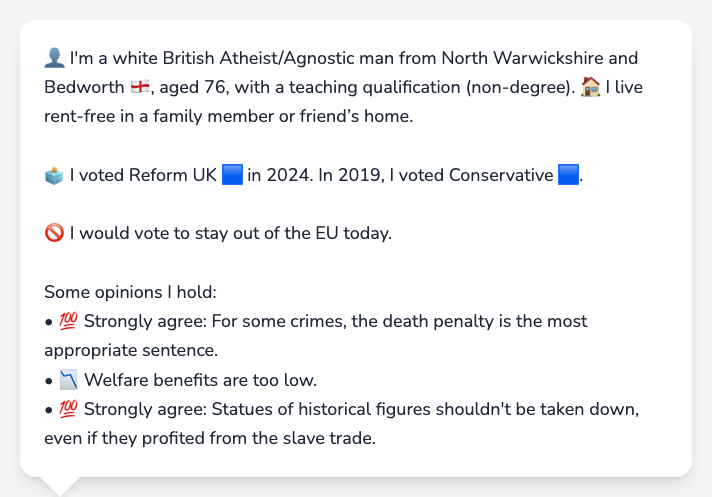 👤 I'm a white British Atheist/Agnostic man from North Warwickshire and
Bedworth 🏴󠁧󠁢󠁥󠁮󠁧󠁿, aged 76, with a teaching qualification (non-degree). 🏠 I live
rent-free in a family member or friend’s home.
🗳️ I voted Reform UK 🟦 in 2024. In 2019, I voted Conservative 🟦.
🚫 I would vote to stay out of the EU today.
Some opinions I hold:
• 💯 Strongly agree: For some crimes, the death penalty is the most
appropriate sentence.
• 📉 Welfare benefits are too low.
• 💯 Strongly agree: Statues of historical figures shouldn't be taken down,
even if they profited from the slave trade.